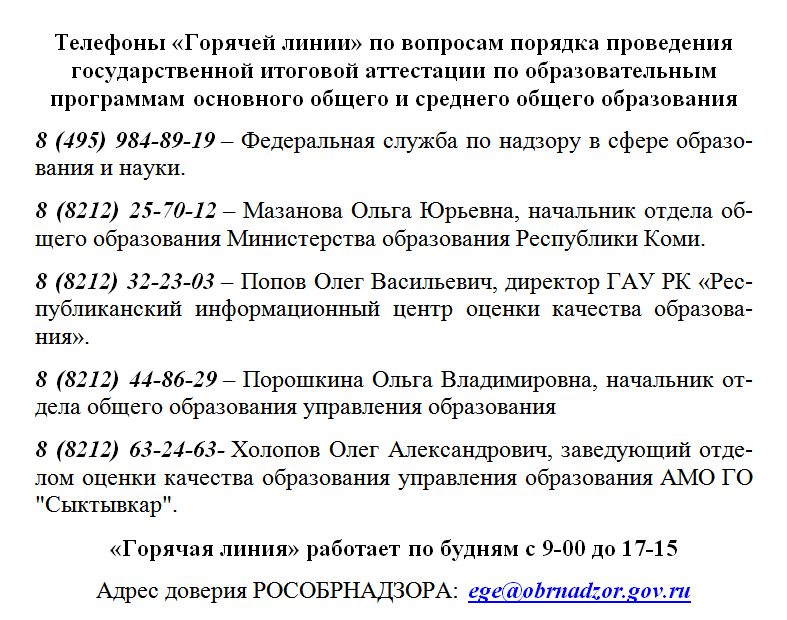 Телефоны «Горячей линии» по вопросам порядка проведения
государственной итоговой аттестации по образовательным
программам основного общего и среднего общего образования
8 (495) 984-89-19 – Федеральная служба по надзору в сфере образо-
вания и науки.
8 (8212) 25-70-12 – Мазанова Ольга Юрьевна, начальник отдела об-
щего образования Министерства образования Республики Коми.
8 (8212) 32-23-03 – Попов Олег Васильевич, директор ГАУ РК «Рес-
публиканский информационный центр оценки качества образова-
ния».
8 (8212) 44-86-29 – Порошкина Ольга Владимировна, начальник от-
дела общего образования управления образования
8 (8212) 63-24-63- Холопов Олег Александрович, заведующий отде-
лом оценки качества образования управления образования АМО ГО
"Сыктывкар".
«Горячая линия» работает по будням с 9-00 до 17-15
Адрес доверия РОСОБРНАДЗОРА: ege@obrnadzor.gov.ru